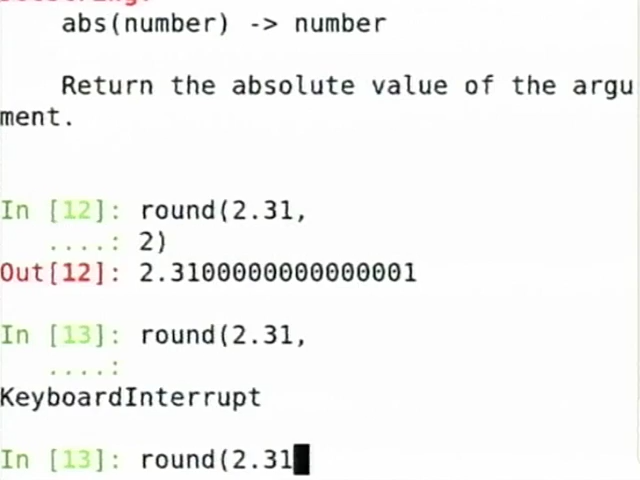 abs(number) -> number
Return the absolute value of the argu
ment.
In [12]: round(2.31,
....: 2)
Out[12]: 2.3100000000000001
In [13]: round(2.31,
....:
KeyboardInterrupt
In [13]: round(2.31